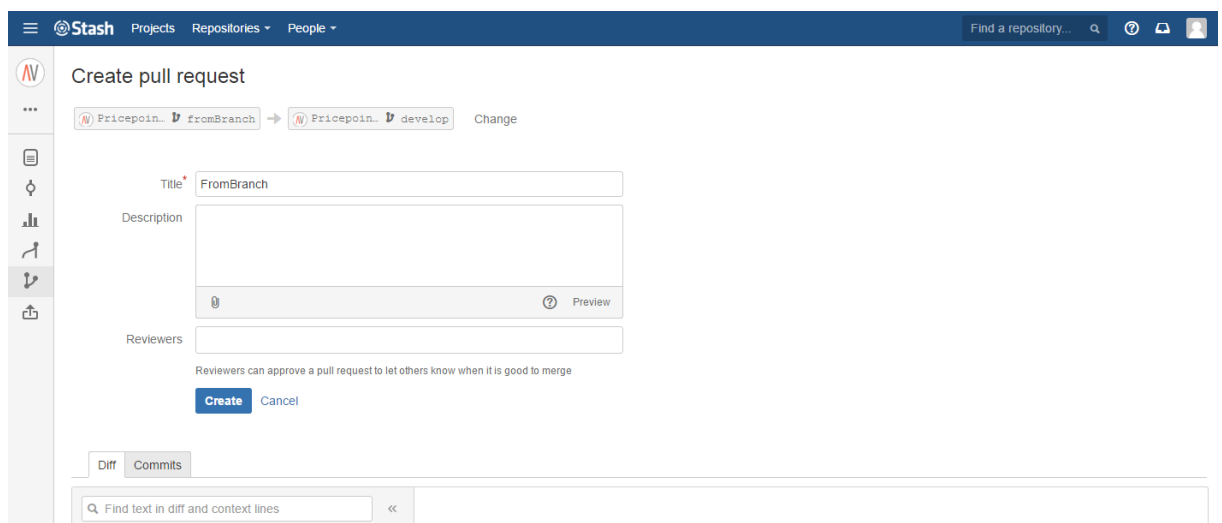 Stash Projects Repositories People Find a repository...
Create pull request
Pricepoin… fromBranch Pricepoin… develop Change
Title* FromBranch
Description
Preview
Reviewers
Reviewers can approve a pull request to let others know when it is good to merge
Create Cancel
Diff Commits
Find text in diff and context lines